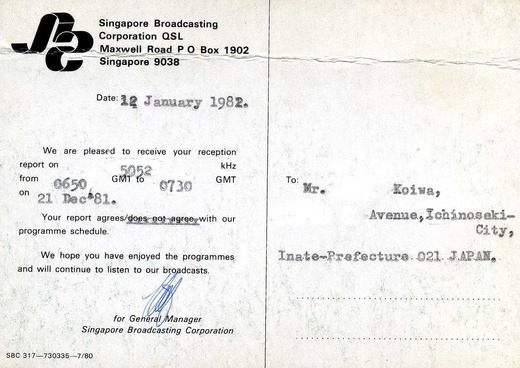 Singapore Broadcasting
Corporation QSL
Maxwell Road P O Box 1902
Singapore 9038
Date: 12 January 1982.
We are pleased to receive your reception
report on 5052 kHz
from 0650 GMT to 0730 GMT
on 21 Dec'81.
Your report agrees/does not agree with our
programme schedule.
We hope you have enjoyed the programmes
and will continue to listen to our broadcasts.
for General Manager
Singapore Broadcasting Corporation
SBC 317—730335—7/80
To: Mr. Koiwa,
Avenue,Ichinoseki-
City,
Inate-Prefecture 021 JAPAN.